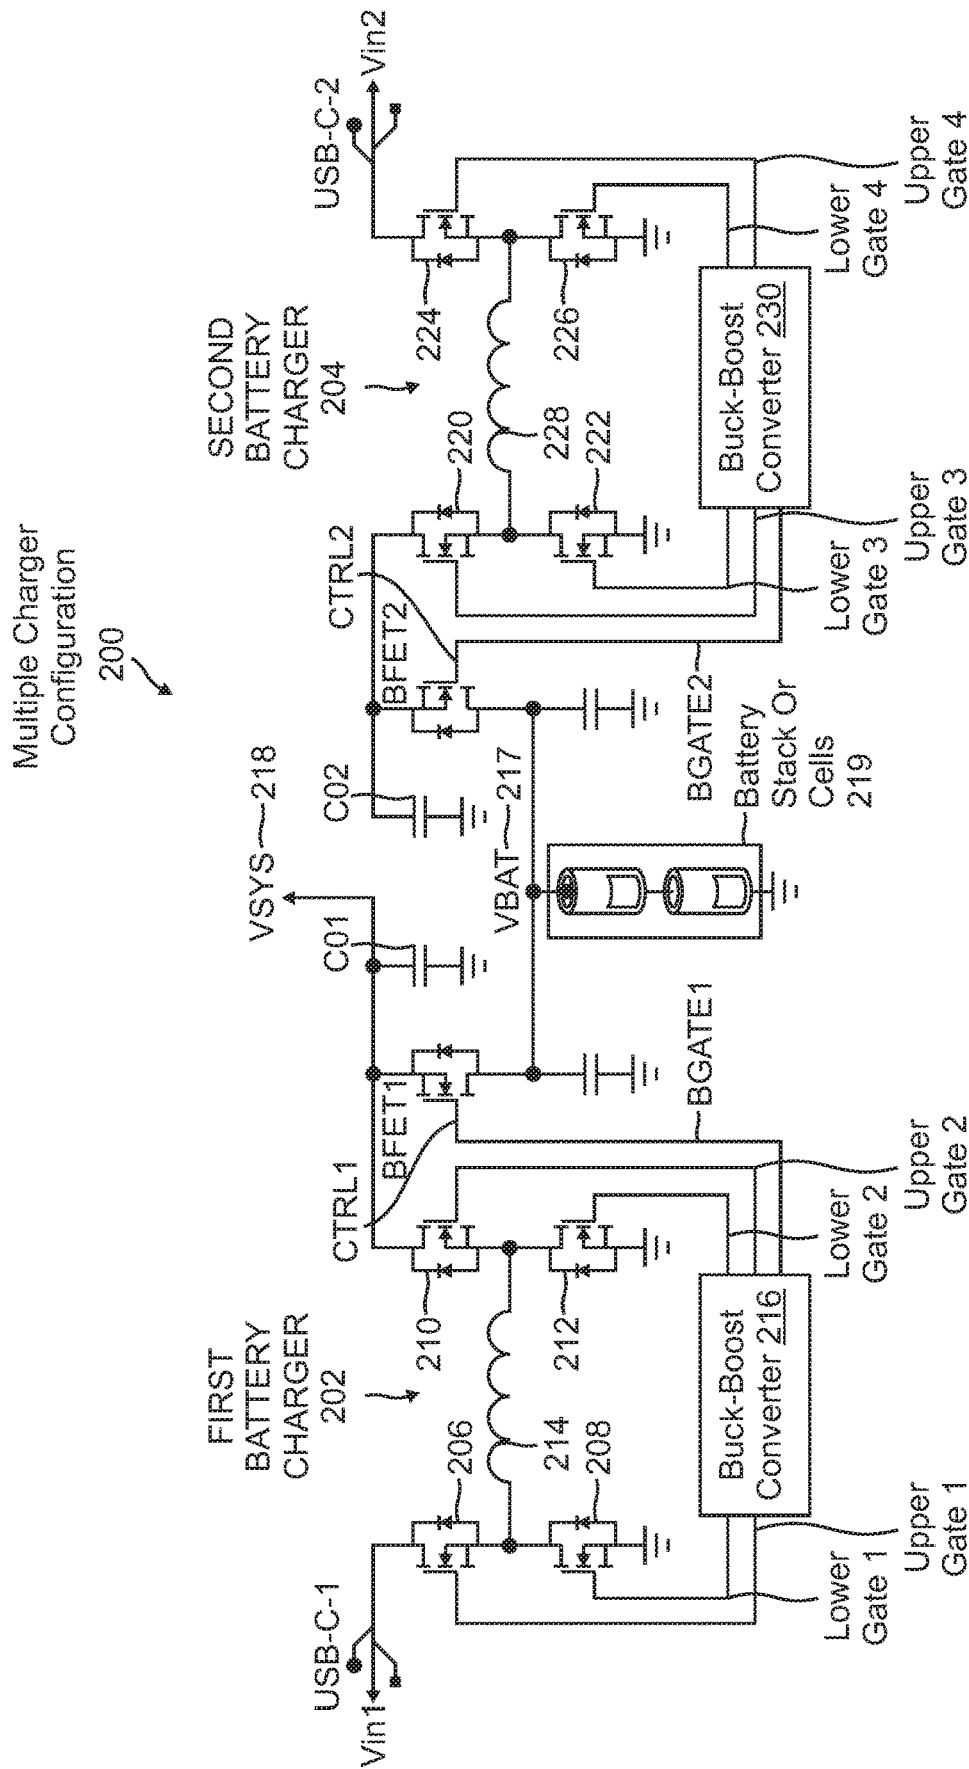 Multiple Charger
Configuration
200
FIRST
BATTERY
CHARGER
202
SECOND
BATTERY
CHARGER
204
VSYS
218
USB-C-1
Vin1
USB-C-2
Vin2
CTRL1
BFET1
C01
C02
BFET2
CTRL2
206
208
210
212
214
VBAT
217
220
222
224
226
228
BGATE1
BGATE2
Battery
Stack Or
Cells
219
Buck-Boost
Converter 216
Buck-Boost
Converter 230
Lower
Gate 1
Upper
Gate 1
Lower
Gate 2
Upper
Gate 2
Lower
Gate 3
Upper
Gate 3
Lower
Gate 4
Upper
Gate 4